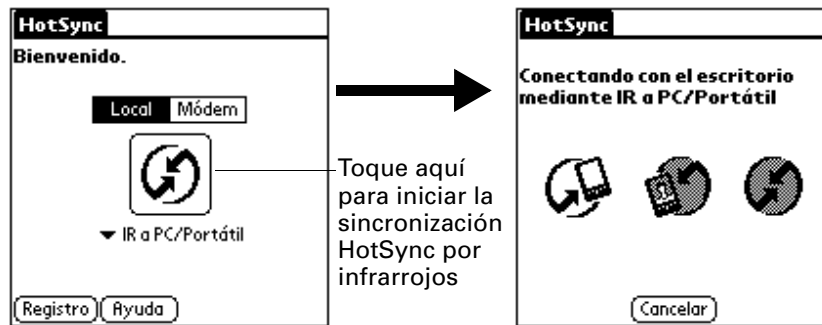 HotSync
Bienvenido.
Local Módem
IR a PC/Portátil
Registro Ayuda
Toque aquí
para iniciar la
sincronización
HotSync por
infrarrojos
HotSync
Conectando con el escritorio
mediante IR a PC/Portátil
Cancelar